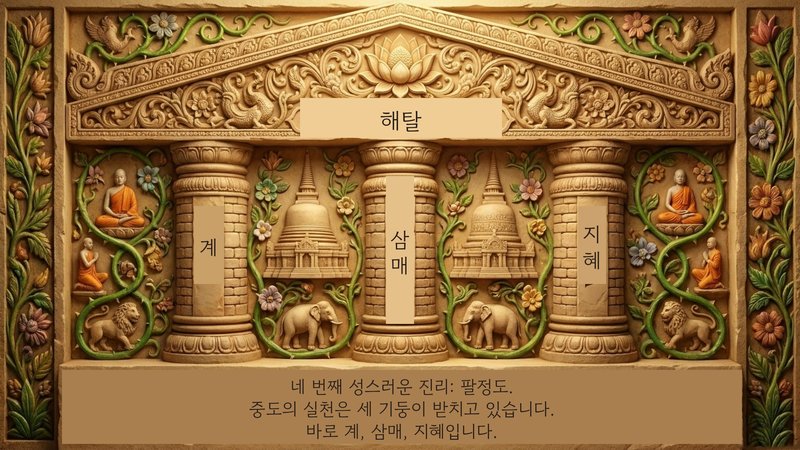 해탈
계
삼매
지혜
네 번째 성스러운 진리: 팔정도.
중도의 실천은 세 기둥이 받치고 있습니다.
바로 계, 삼매, 지혜입니다.